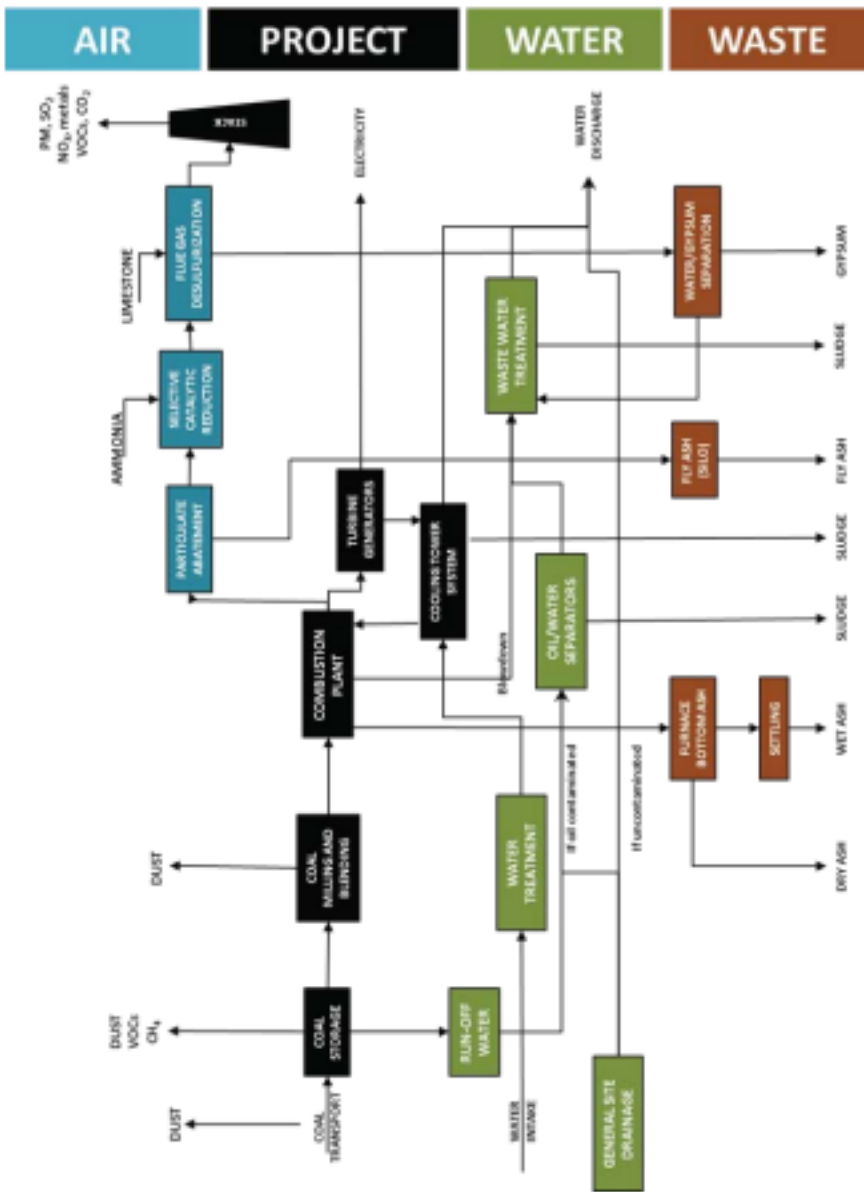 AIR
PROJECT
WATER
WASTE
PM, SO2
NOx, metals
VOCs, CO2
STACK
LIMESTONE
FLUE GAS
DESULFURIZATION
AMMONIA
SELECTIVE
CATALYTIC
REDUCTION
PARTICULATE
ABATEMENT
DUST
DUST
VOCs
CH4
DUST
ELECTRICITY
TURBINE
GENERATORS
COOLING TOWER
SYSTEM
COMBUSTION
PLANT
COAL
MILLING AND
BLENDING
COAL
STORAGE
COAL
TRANSPORT
WATER
DISCHARGE
WASTE WATER
TREATMENT
Blowdown
OIL/WATER
SEPARATORS
If oil contaminated
If uncontaminated
WATER
TREATMENT
RUN-OFF
WATER
WATER
INTAKE
GENERAL SITE
DRAINAGE
WATER/GYPSUM
SEPARATION
FLY ASH
(SILO)
FURNACE
BOTTOM ASH
SETTLING
GYPSUM
SLUDGE
FLY ASH
SLUDGE
SLUDGE
WET ASH
DRY ASH